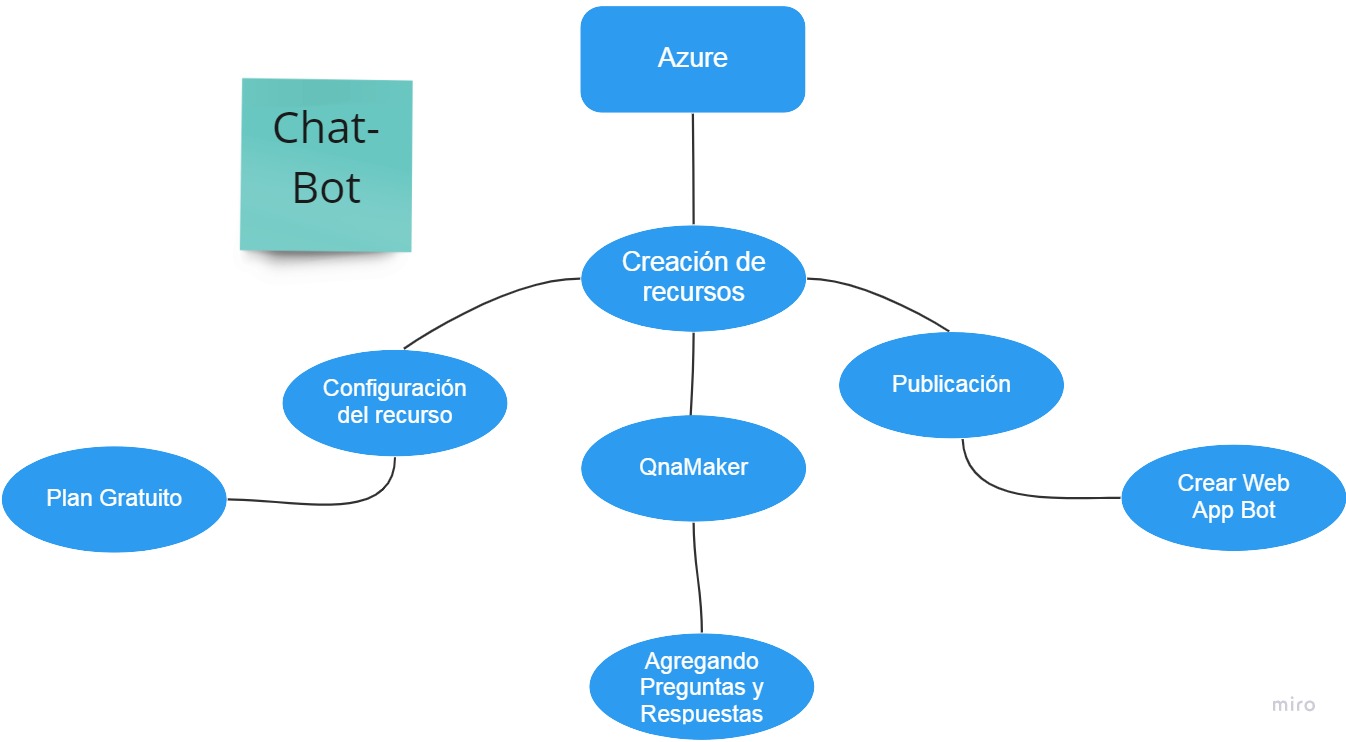 Azure
Chat-
Bot
Creación de
recursos
Configuración
del recurso
Publicación
QnaMaker
Plan Gratuito
Crear Web
App Bot
Agregando
Preguntas y
Respuestas
miro